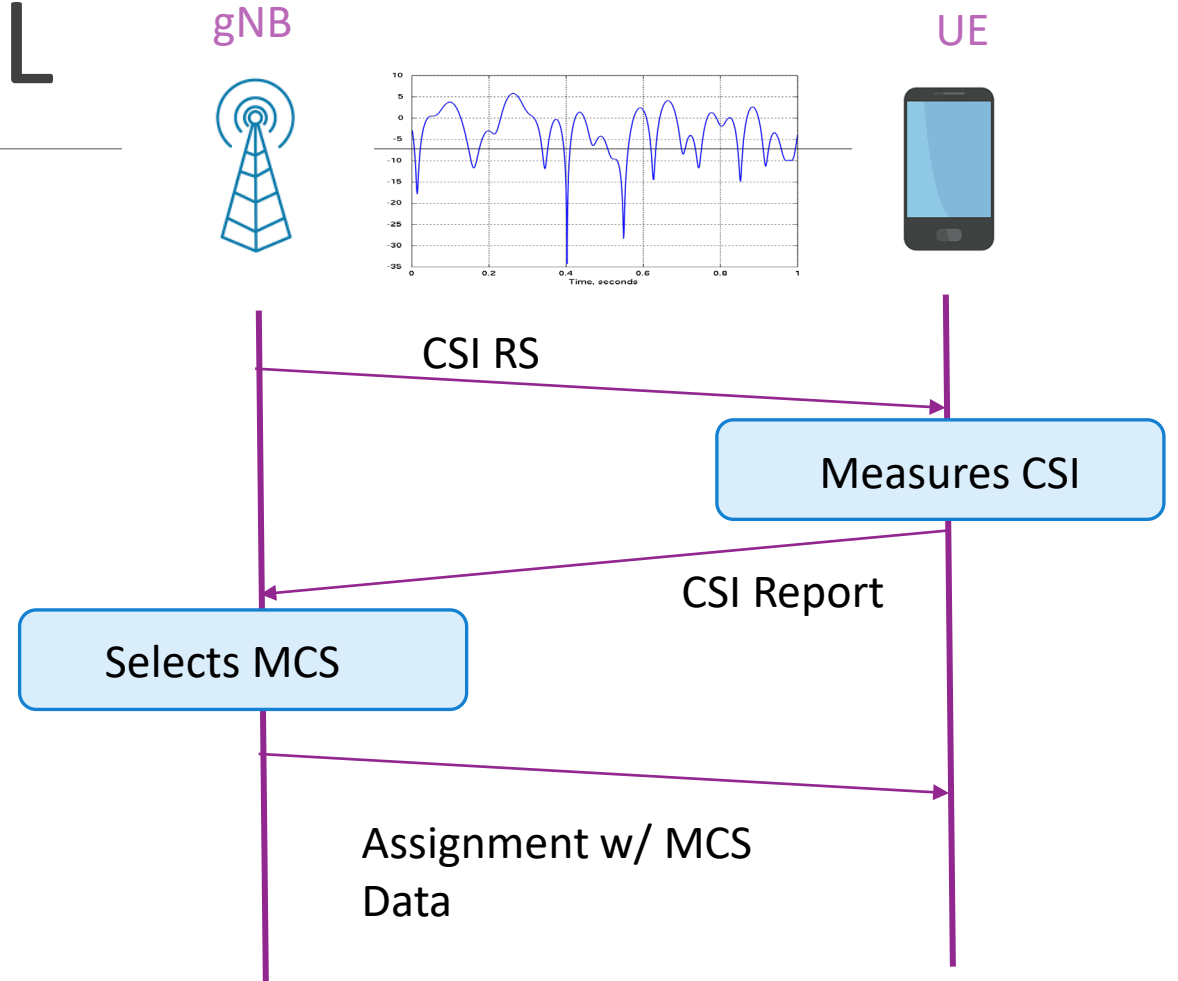 L
gNB
UE
10
5
0
-5
-10
-15
-20
-25
-30
-35
0 0.2 0.4 0.6 0.8 1
Time, seconds
CSI RS
Measures CSI
CSI Report
Selects MCS
Assignment w/ MCS
Data